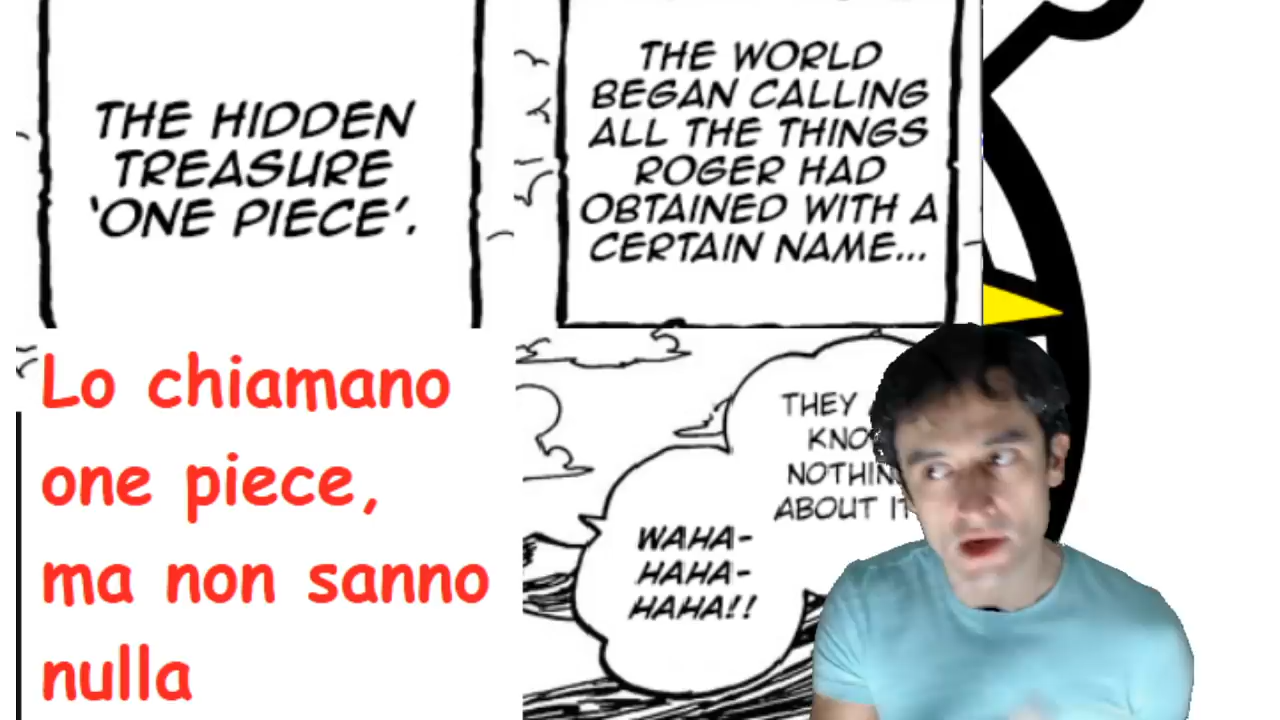 THE HIDDEN
TREASURE
'ONE PIECE'.
THE WORLD
BEGAN CALLING
ALL THE THINGS
ROGER HAD
OBTAINED WITH A
CERTAIN NAME...
Lo chiamano
one piece,
ma non sanno
nulla
THEY
NOTHIN
ABOUT IT
WAHA-
HAHA-
HAHA!!